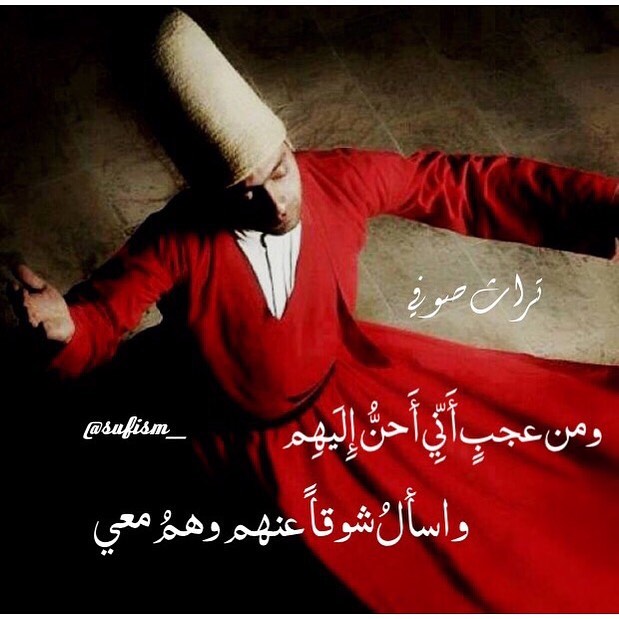 تراث صوفي
ومن عجبٍ أَنِّي أَحنُّ إِلَيهِم
@sufism_
واسألُ شوقاً عنهم وهمُ معي